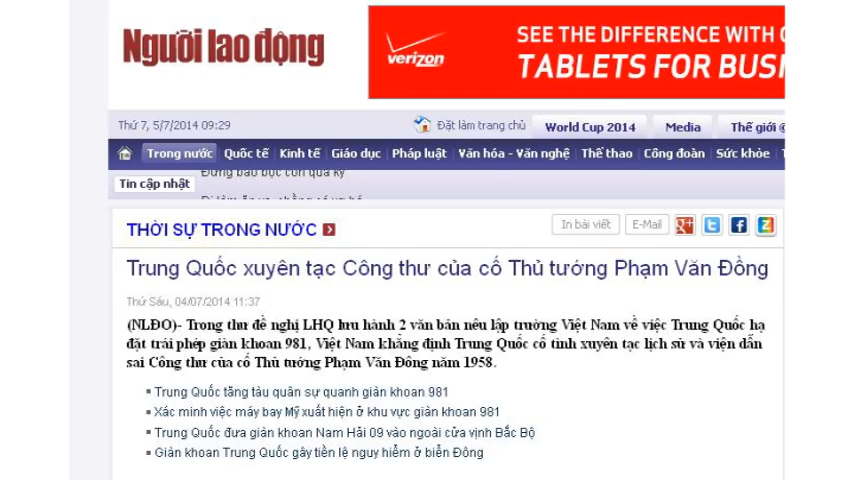 Người lao động
verizon
SEE THE DIFFERENCE WITH
TABLETS FOR BUSI
Thứ 7, 5/7/2014 09:29
Đặt làm trang chủ
World Cup 2014
Media
Thế giới
Trong nước Quốc tế Kinh tế Giáo dục Pháp luật Văn hóa - Văn nghệ Thể thao Công đoàn Sức khỏe
Tin cập nhật
Đừng bao bọc con quá kỹ
THỜI SỰ TRONG NƯỚC
In bài viết
E-Mail
Trung Quốc xuyên tạc Công thư của cố Thủ tướng Phạm Văn Đồng
Thứ Sáu, 04/07/2014 11:37
(NLĐO)- Trong thư đề nghị LHQ lưu hành 2 văn bản nêu lập trường Việt Nam về việc Trung Quốc hạ
đặt trái phép giàn khoan 981, Việt Nam khẳng định Trung Quốc cố tình xuyên tạc lịch sử và viện dẫn
sai Công thư của cố Thủ tướng Phạm Văn Đồng năm 1958.
Trung Quốc tăng tàu quân sự quanh giàn khoan 981
Xác minh việc máy bay Mỹ xuất hiện ở khu vực giàn khoan 981
Trung Quốc đưa giàn khoan Nam Hải 09 vào ngoài cửa vịnh Bắc Bộ
Giàn khoan Trung Quốc gây tiền lệ nguy hiểm ở biển Đông